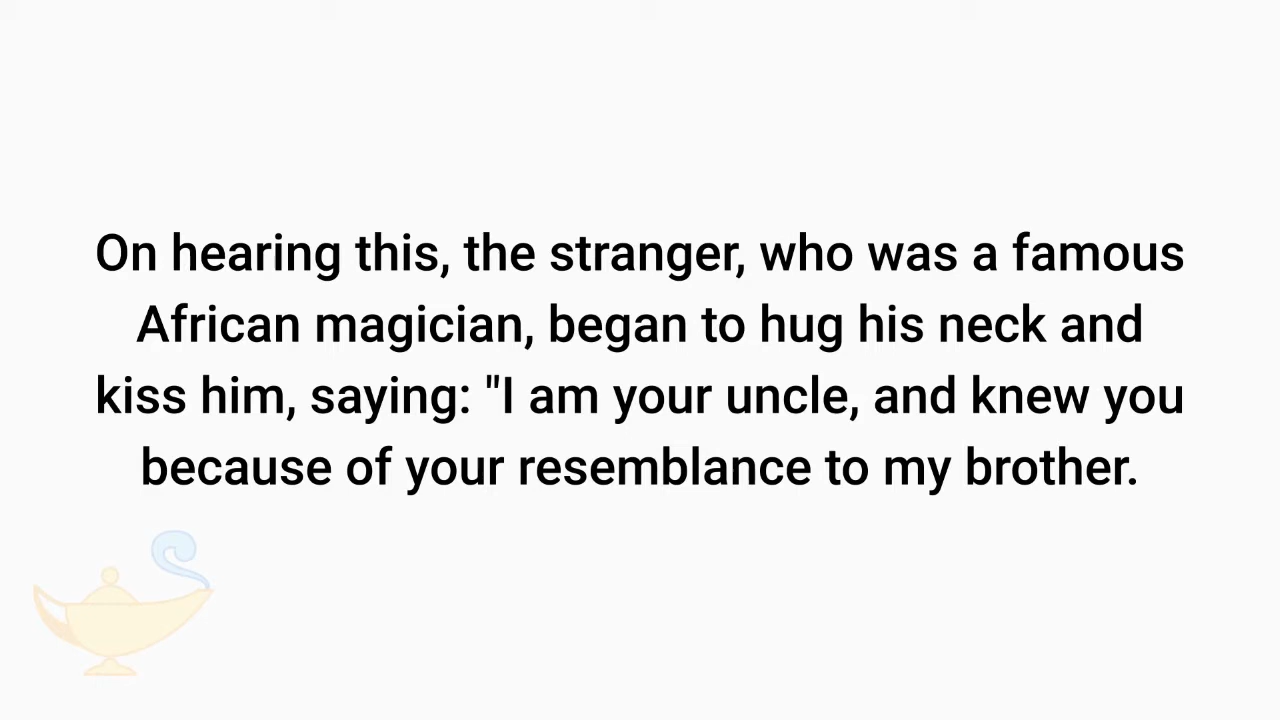 On hearing this, the stranger, who was a famous
African magician, began to hug his neck and
kiss him, saying: "I am your uncle, and knew you
because of your resemblance to my brother.